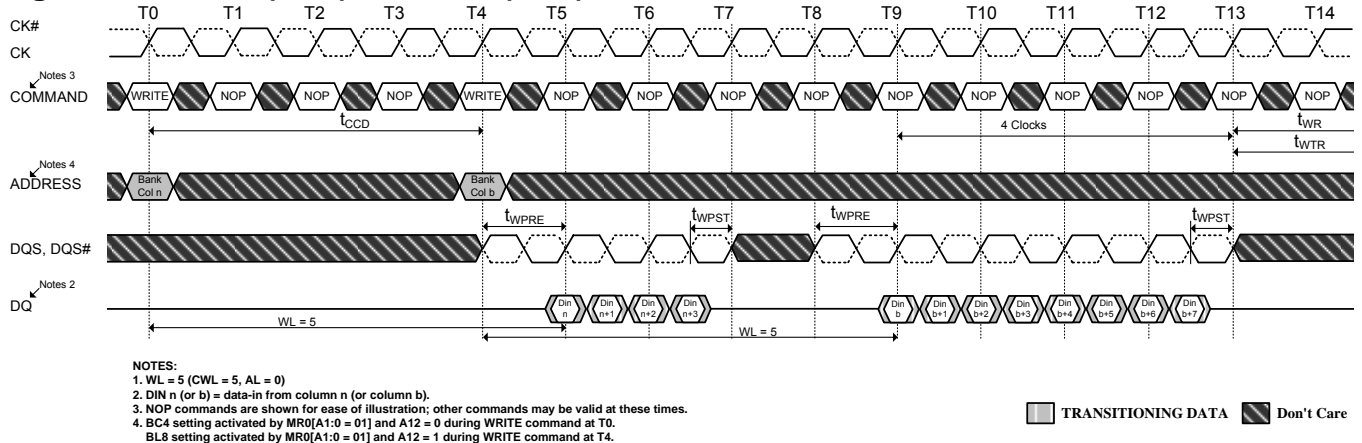 T0 T1 T2 T3 T4 T5 T6 T7 T8 T9 T10 T11 T12 T13 T14
CK#
CK
Notes 3
COMMAND
WRITE NOP NOP NOP WRITE NOP NOP NOP NOP NOP NOP NOP NOP NOP NOP
tCCD
4 Clocks
tWR
tWTR
Notes 4
ADDRESS
Bank
Col n
Bank
Col b
tWPRE tWPST tWPRE tWPST
DQS, DQS#
Notes 2
DQ
Din n Din n+1 Din n+2 Din n+3 Din b Din b+1 Din b+2 Din b+3 Din b+4 Din b+5 Din b+6 Din b+7
WL = 5
WL = 5
NOTES:
1. WL = 5 (CWL = 5, AL = 0)
2. DIN n (or b) = data-in from column n (or column b).
3. NOP commands are shown for ease of illustration; other commands may be valid at these times.
4. BC4 setting activated by MR0[A1:0 = 01] and A12 = 0 during WRITE command at T0.
BL8 setting activated by MR0[A1:0 = 01] and A12 = 1 during WRITE command at T4.
TRANSITIONING DATA
Don't Care